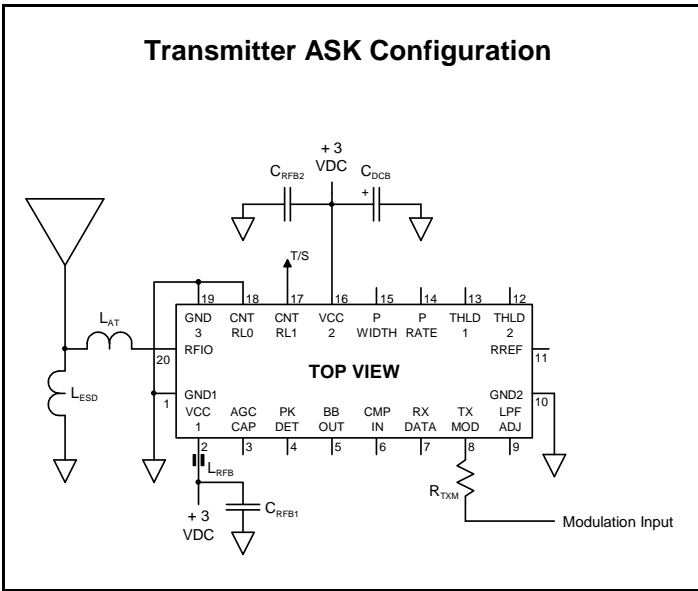 Transmitter ASK Configuration
+ 3
VDC
CRFB2
CDCB
+
T/S
19
18
17
16
15
14
13
12
GND
3
CNT
RL0
CNT
RL1
VCC
2
P
WIDTH
P
RATE
THLD
1
THLD
2
LAT
20
RFIO
RREF
11
TOP VIEW
LESD
1
GND1
GND2
10
VCC
1
AGC
CAP
PK
DET
BB
OUT
CMP
IN
RX
DATA
TX
MOD
LPF
ADJ
2
3
4
5
6
7
8
9
LRFB
RTXM
CRFB1
+ 3
VDC
Modulation Input